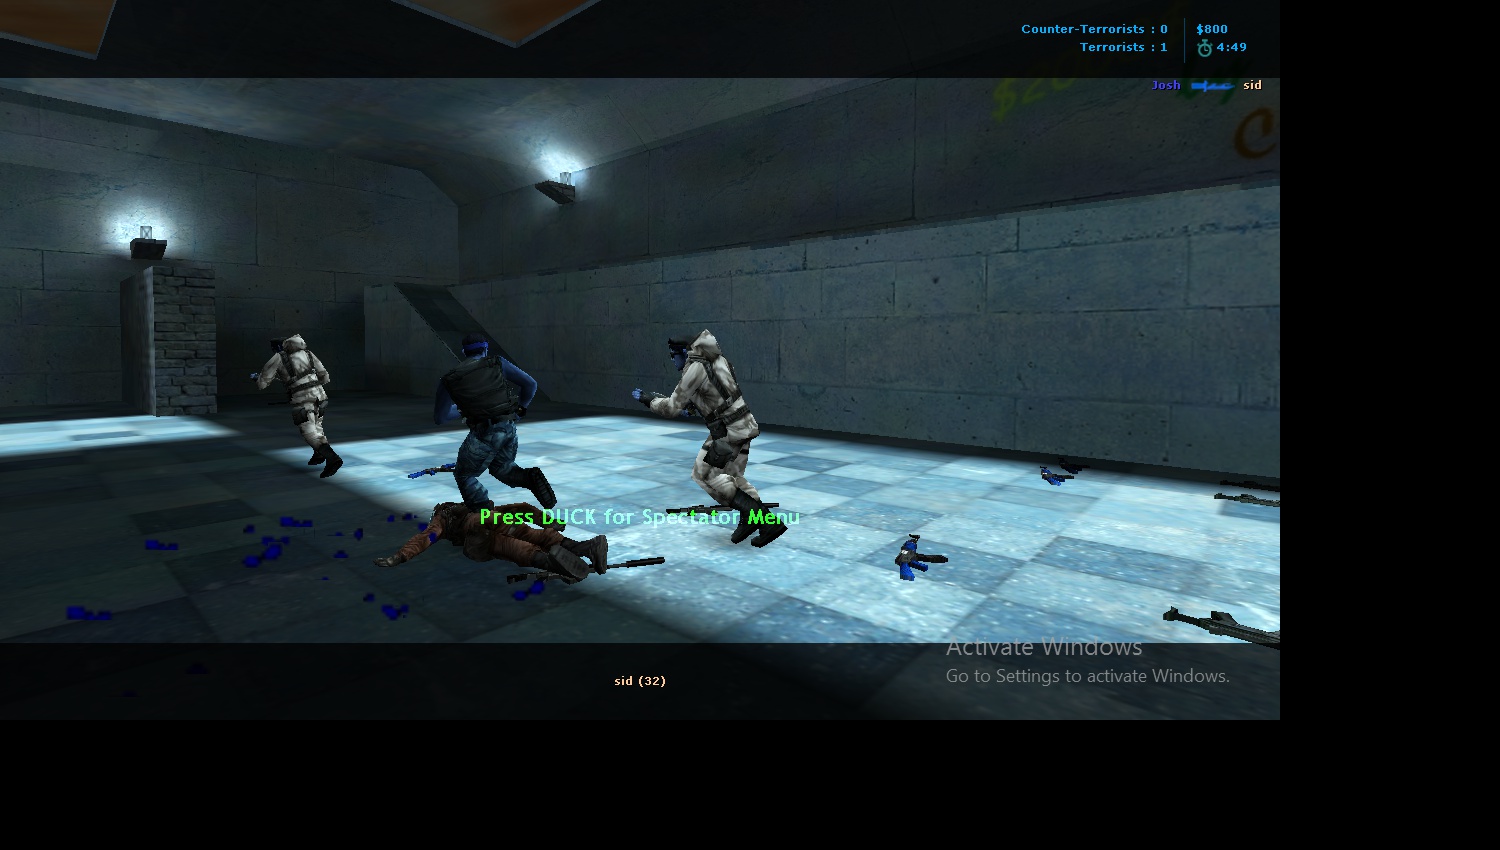 Counter-Terrorists : 0
$800
Terrorists : 1
4:49
Josh
sid
Press DUCK for Spectator Menu
Activate Windows
Go to Settings to activate Windows.
sid (32)